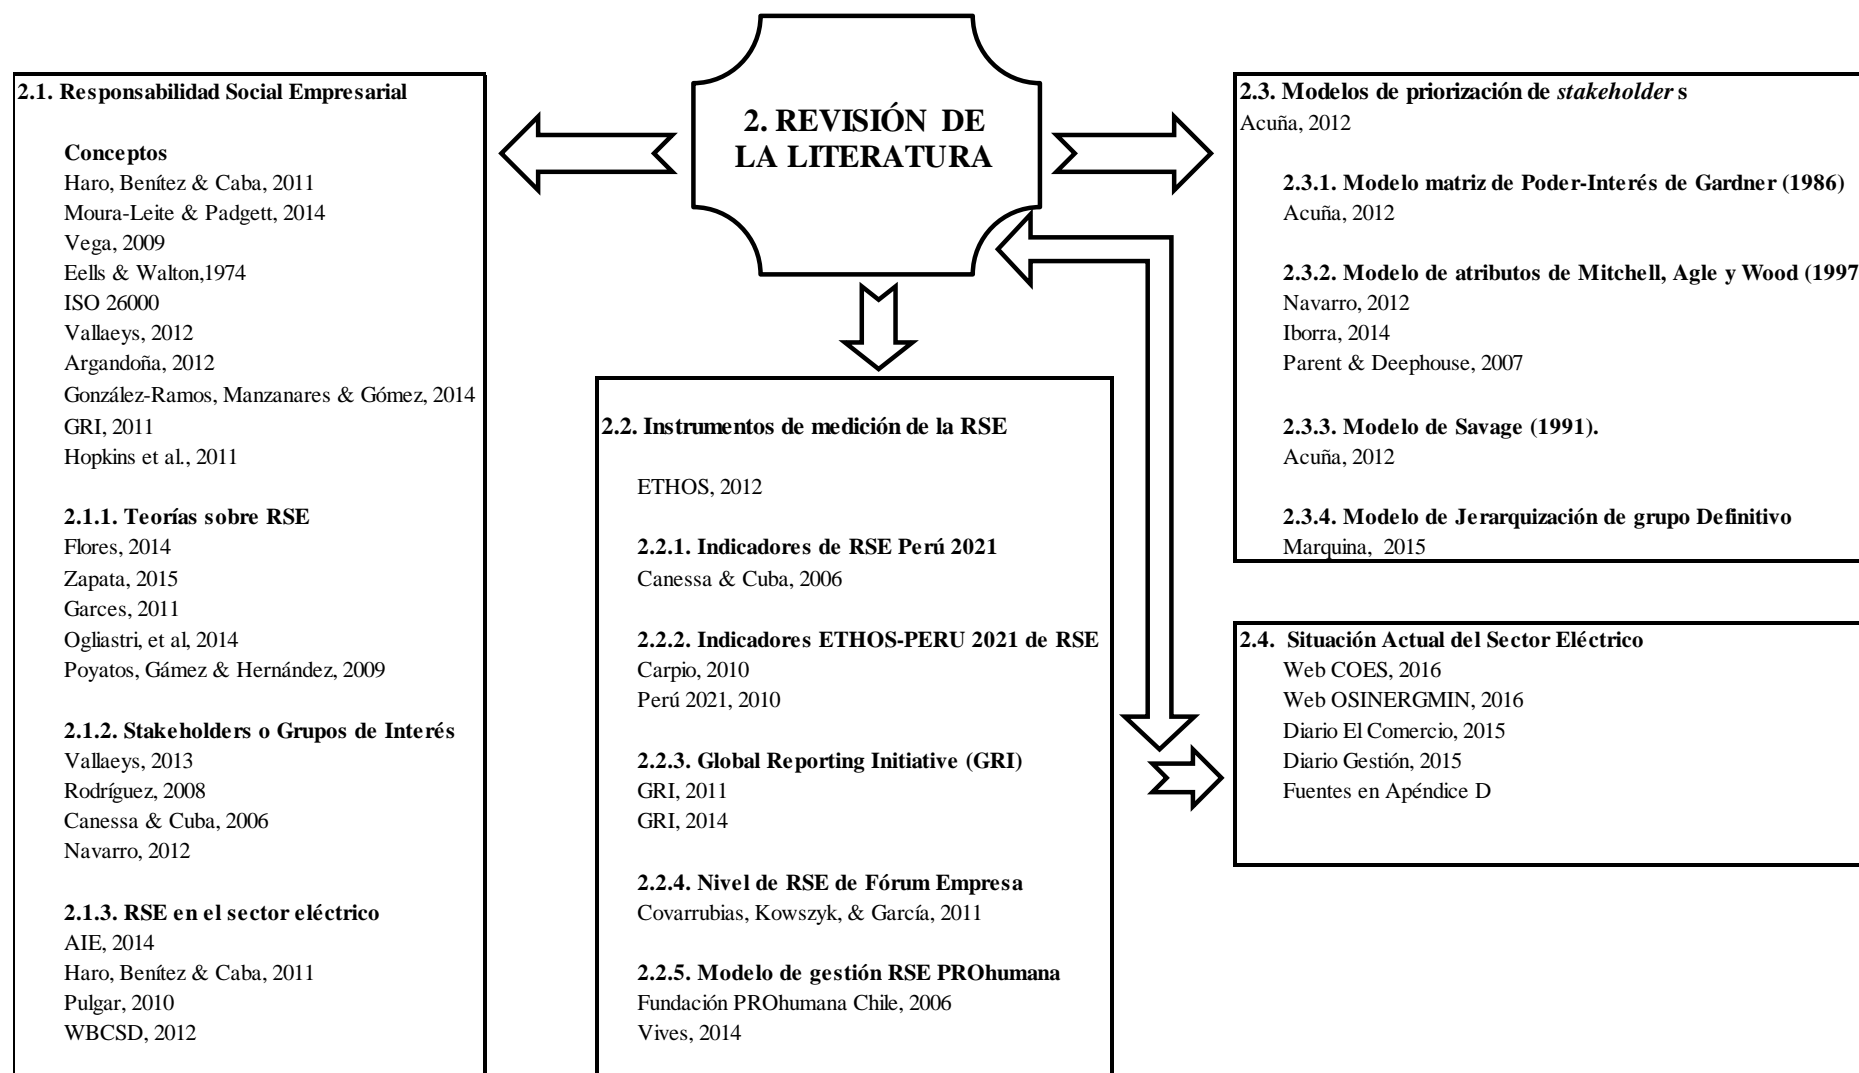 2. REVISIÓN DE
LA LITERATURA
2.1. Responsabilidad Social Empresarial
Conceptos
Haro, Benítez & Caba, 2011
Moura-Leite & Padgett, 2014
Vega, 2009
Eells & Walton,1974
ISO 26000
Vallaeys, 2012
Argandoña, 2012
González-Ramos, Manzanares & Gómez, 2014
GRI, 2011
Hopkins et al., 2011
2.1.1. Teorías sobre RSE
Flores, 2014
Zapata, 2015
Garces, 2011
Ogliastri, et al, 2014
Poyatos, Gámez & Hernández, 2009
2.1.2. Stakeholders o Grupos de Interés
Vallaeys, 2013
Rodríguez, 2008
Canessa & Cuba, 2006
Navarro, 2012
2.1.3. RSE en el sector eléctrico
AIE, 2014
Haro, Benítez & Caba, 2011
Pulgar, 2010
WBCSD, 2012
2.2. Instrumentos de medición de la RSE
ETHOS, 2012
2.2.1. Indicadores de RSE Perú 2021
Canessa & Cuba, 2006
2.2.2. Indicadores ETHOS-PERU 2021 de RSE
Carpio, 2010
Perú 2021, 2010
2.2.3. Global Reporting Initiative (GRI)
GRI, 2011
GRI, 2014
2.2.4. Nivel de RSE de Fórum Empresa
Covarrubias, Kowszyk, & García, 2011
2.2.5. Modelo de gestión RSE PROhumana
Fundación PROhumana Chile, 2006
Vives, 2014
2.3. Modelos de priorización de stakeholder s
Acuña, 2012
2.3.1. Modelo matriz de Poder-Interés de Gardner (1986)
Acuña, 2012
2.3.2. Modelo de atributos de Mitchell, Agle y Wood (1997
Navarro, 2012
Iborra, 2014
Parent & Deephouse, 2007
2.3.3. Modelo de Savage (1991).
Acuña, 2012
2.3.4. Modelo de Jerarquización de grupo Definitivo
Marquina, 2015
2.4. Situación Actual del Sector Eléctrico
Web COES, 2016
Web OSINERGMIN, 2016
Diario El Comercio, 2015
Diario Gestión, 2015
Fuentes en Apéndice D